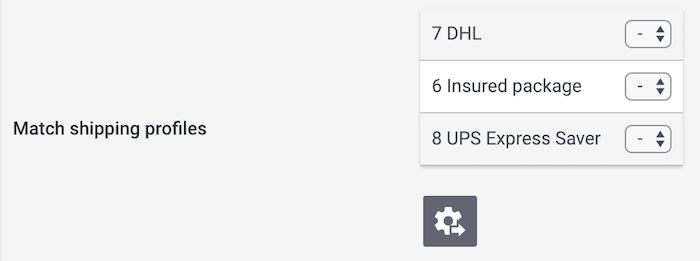 7 DHL -
6 Insured package -
Match shipping profiles
8 UPS Express Saver -